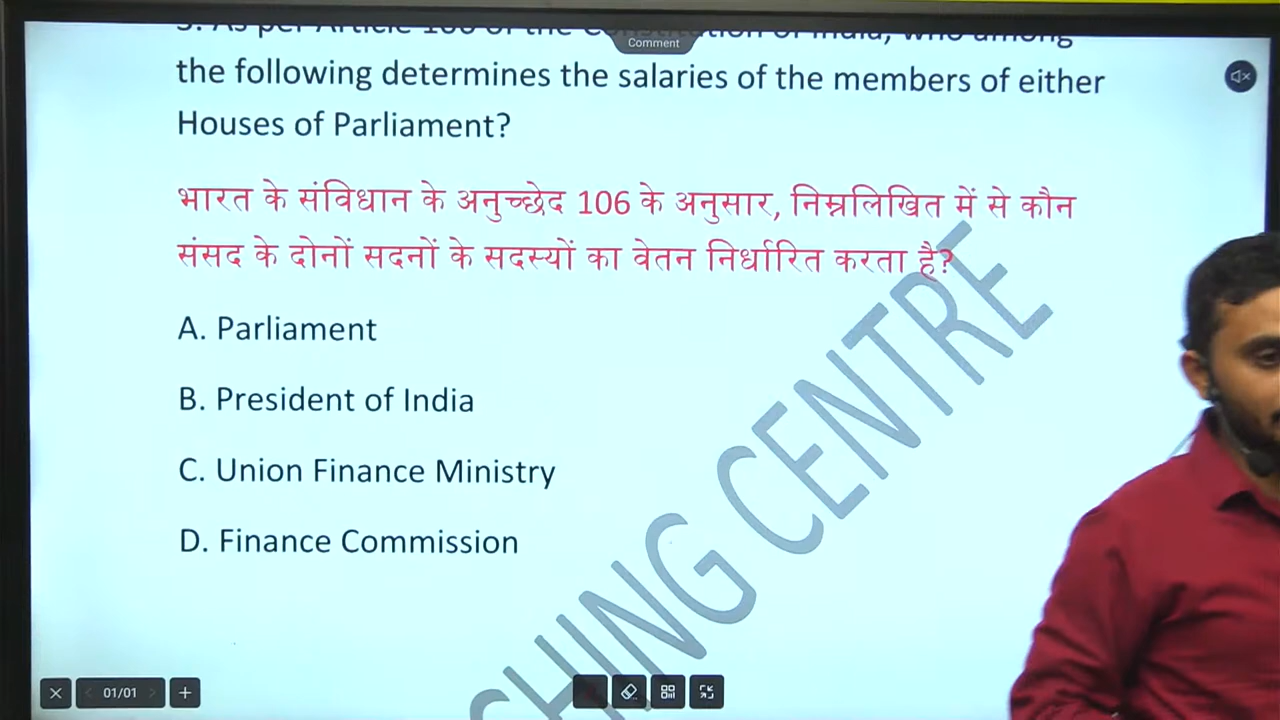 Comment
the following determines the salaries of the members of either
Houses of Parliament?
भारत के संविधान के अनुच्छेद 106 के अनुसार, निम्नलिखित में से कौन
संसद के दोनों सदनों के सदस्यों का वेतन निर्धारित करता है?
A. Parliament
B. President of India
C. Union Finance Ministry
D. Finance Commission
CENTRE
01/01